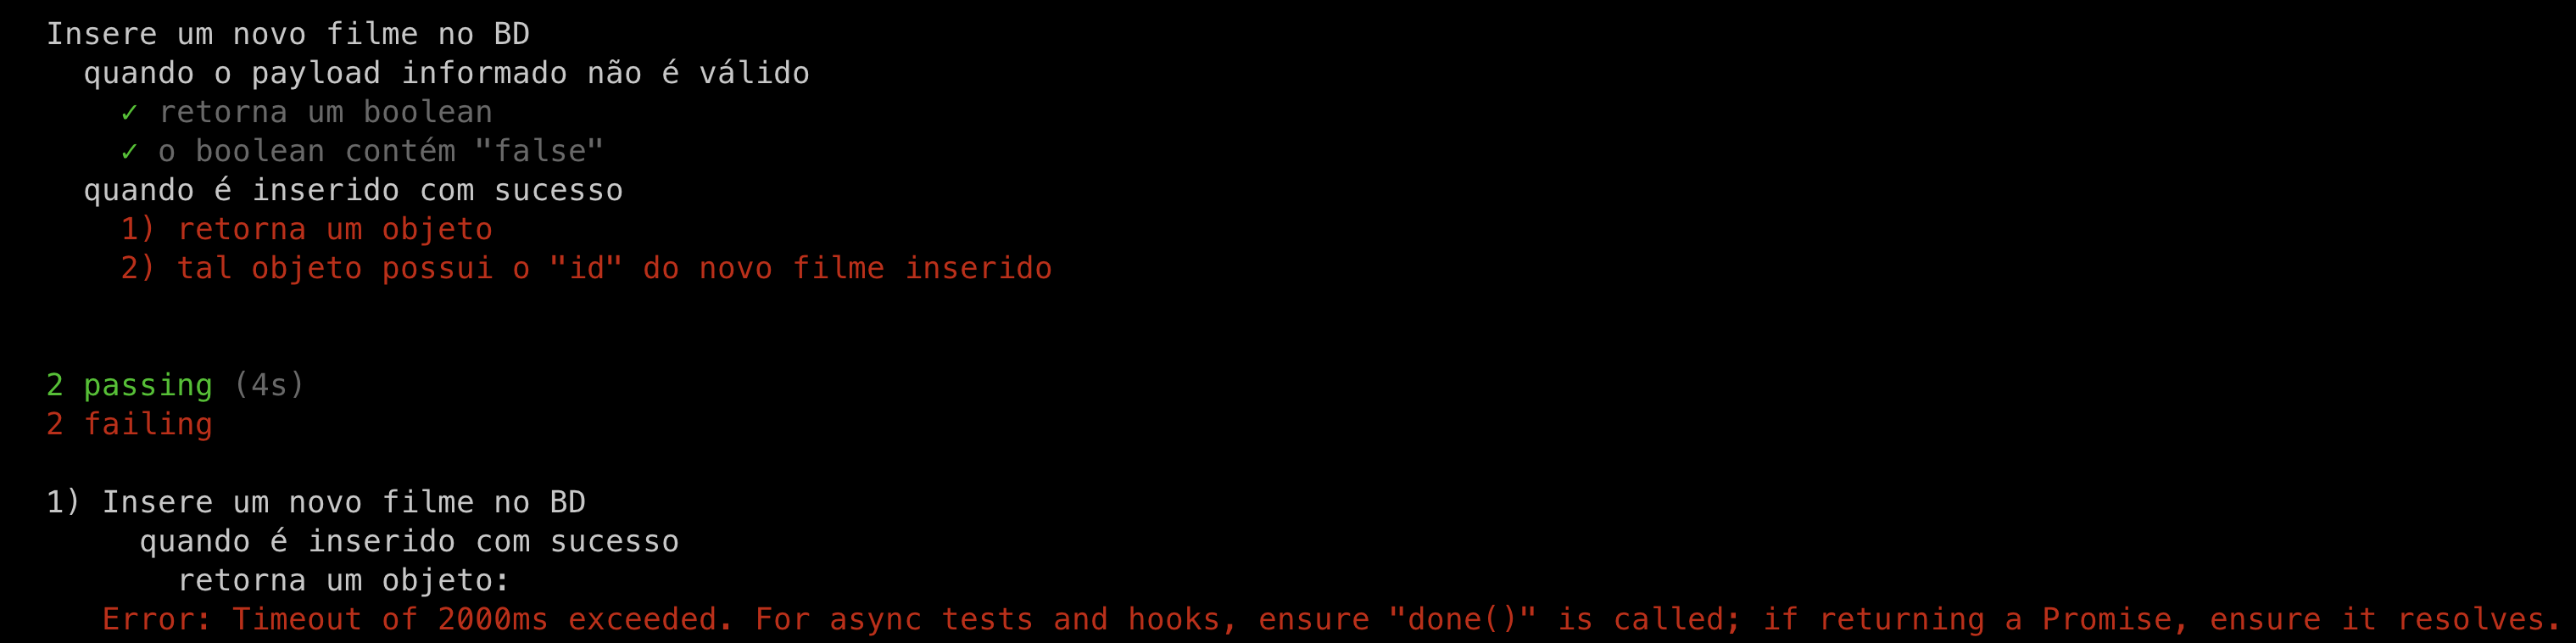 Insere um novo filme no BD
quando o payload informado não é válido
✓ retorna um boolean
✓ o boolean contém "false"
quando é inserido com sucesso
1) retorna um objeto
2) tal objeto possui o "id" do novo filme inserido
2 passing (4s)
2 failing
1) Insere um novo filme no BD
quando é inserido com sucesso
retorna um objeto:
Error: Timeout of 2000ms exceeded. For async tests and hooks, ensure "done()" is called; if returning a Promise, ensure it resolves.